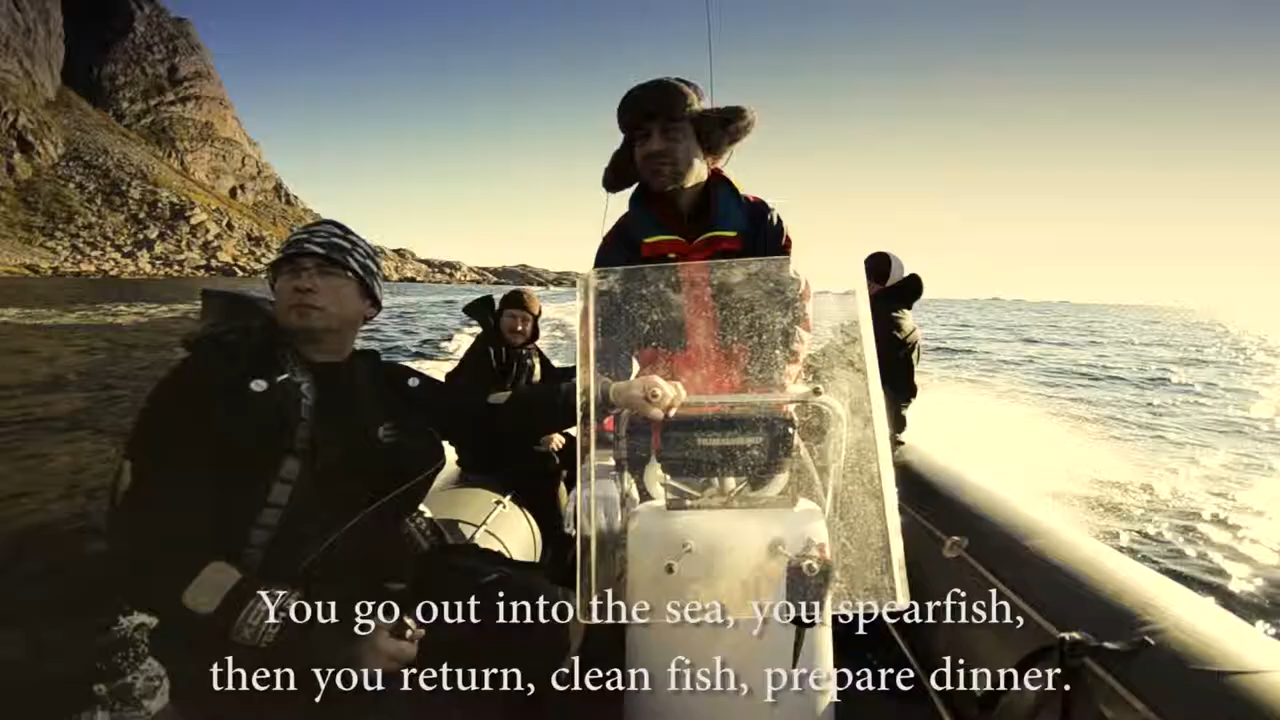 You go out into the sea, you spearfish,
then you return, clean fish, prepare dinner.